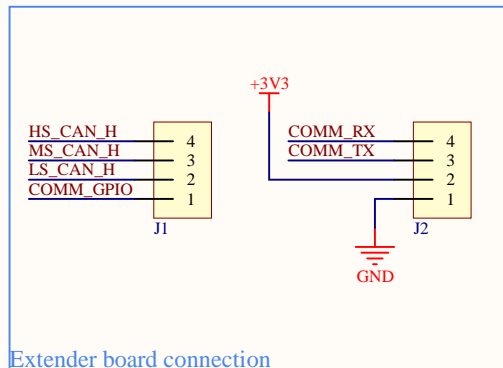 +3V3
HS_CAN_H
MS_CAN_H
LS_CAN_H
COMM_GPIO
4
3
2
1
J1
COMM_RX
COMM_TX
4
3
2
1
J2
GND
Extender board connection